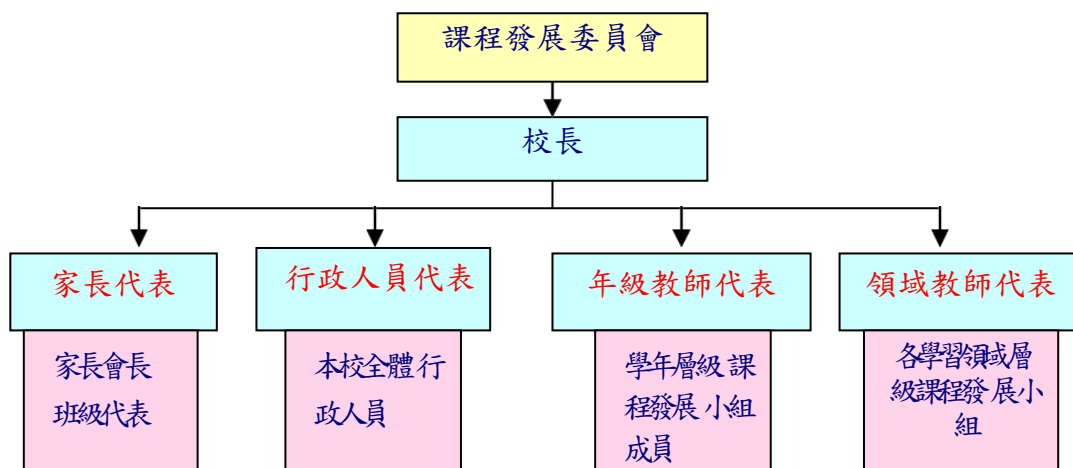 課程發展委員會
校長
家長代表
行政人員代表
年級教師代表
領域教師代表
家長會長
班級代表
本校全體行
政人員
學年層級課
程發展小組
成員
各學習領域層
級課程發展小
組